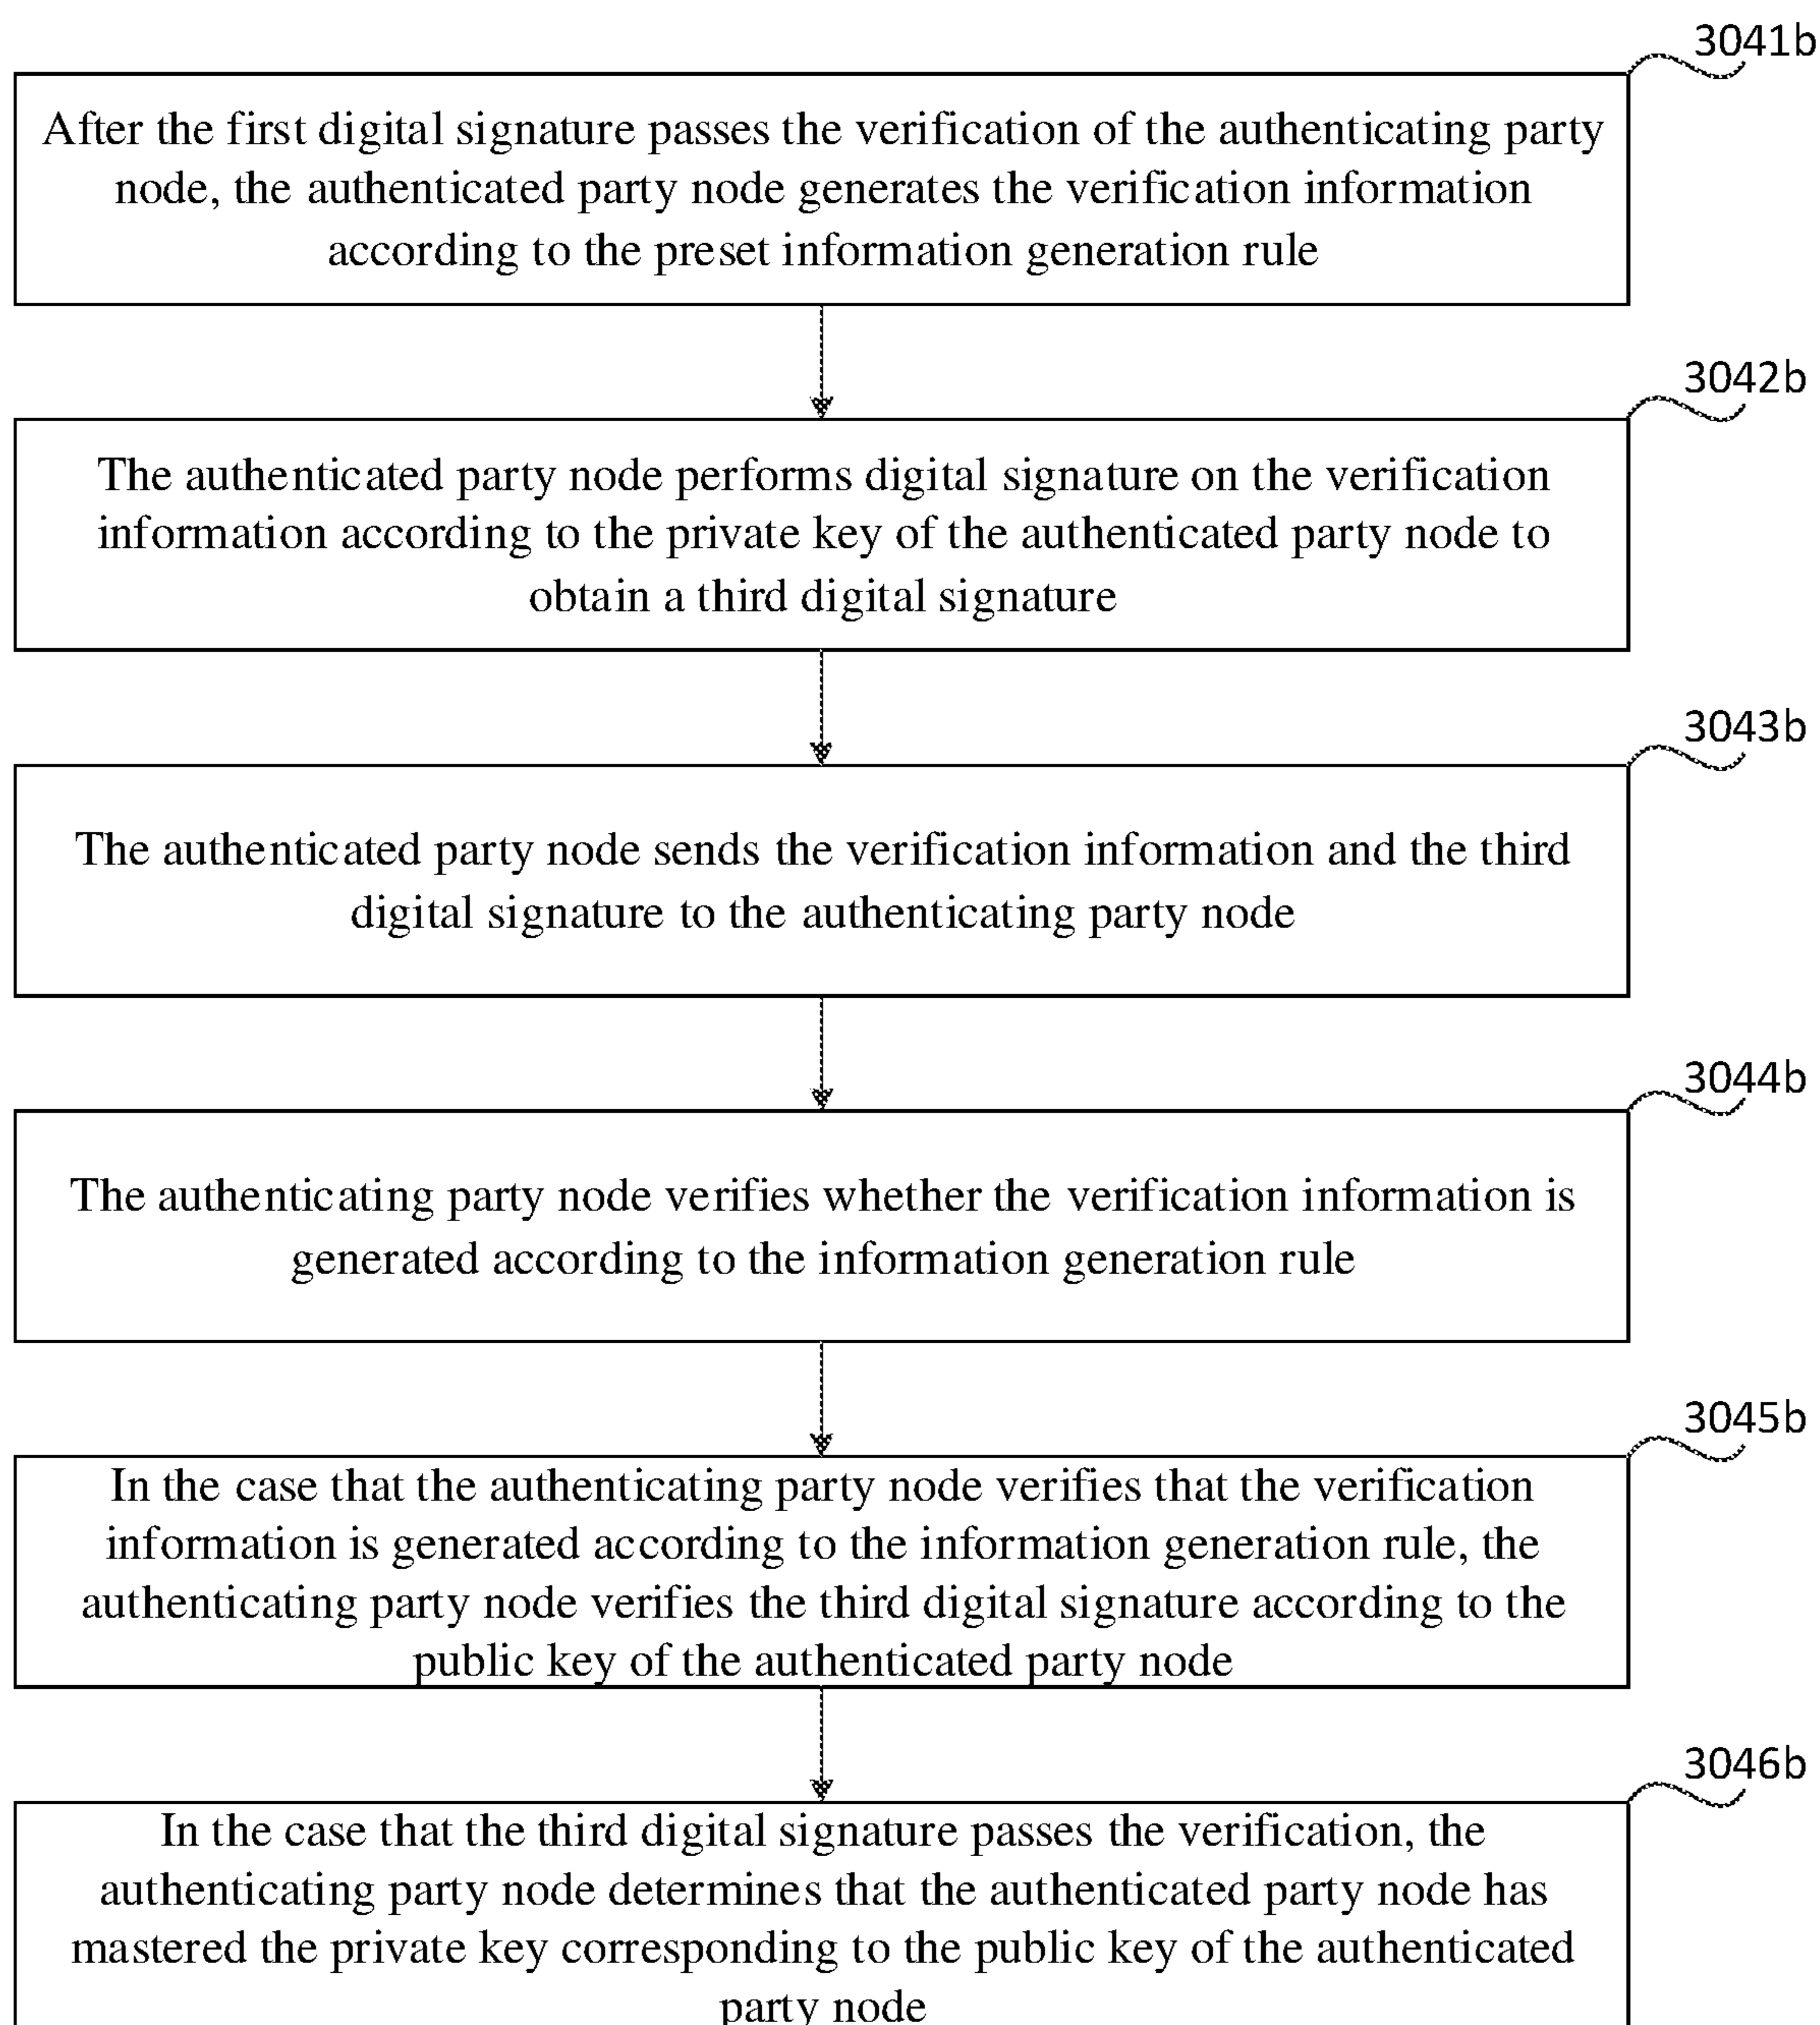 3041b
After the first digital signature passes the verification of the authenticating party
node, the authenticated party node generates the verification information
according to the preset information generation rule
3042b
The authenticated party node performs digital signature on the verification
information according to the private key of the authenticated party node to
obtain a third digital signature
3043b
The authenticated party node sends the verification information and the third
digital signature to the authenticating party node
3044b
The authenticating party node verifies whether the verification information is
generated according to the information generation rule
3045b
In the case that the authenticating party node verifies that the verification
information is generated according to the information generation rule, the
authenticating party node verifies the third digital signature according to the
public key of the authenticated party node
3046b
In the case that the third digital signature passes the verification, the
authenticating party node determines that the authenticated party node has
mastered the private key corresponding to the public key of the authenticated
party node